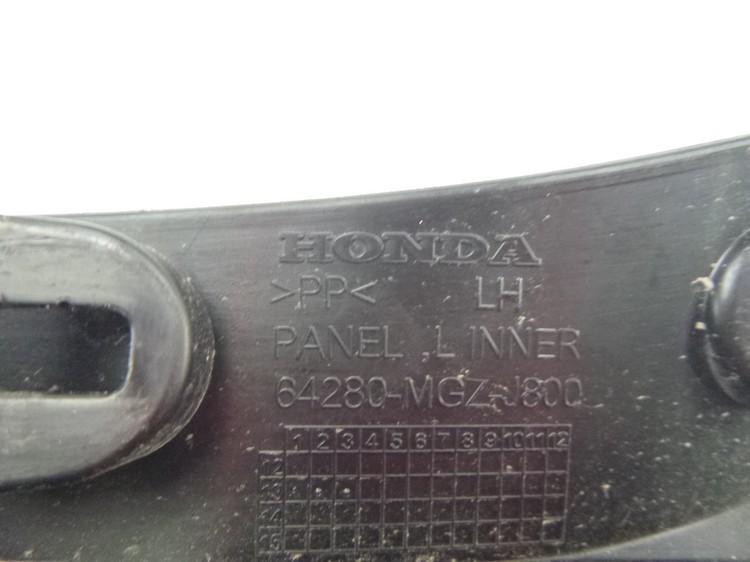 HONDA
>PP< LH
PANEL ,L INNER
64280-MGZ-J800
1 2 3 4 5 6 7 8 9 10 11 12
12
13
14
15